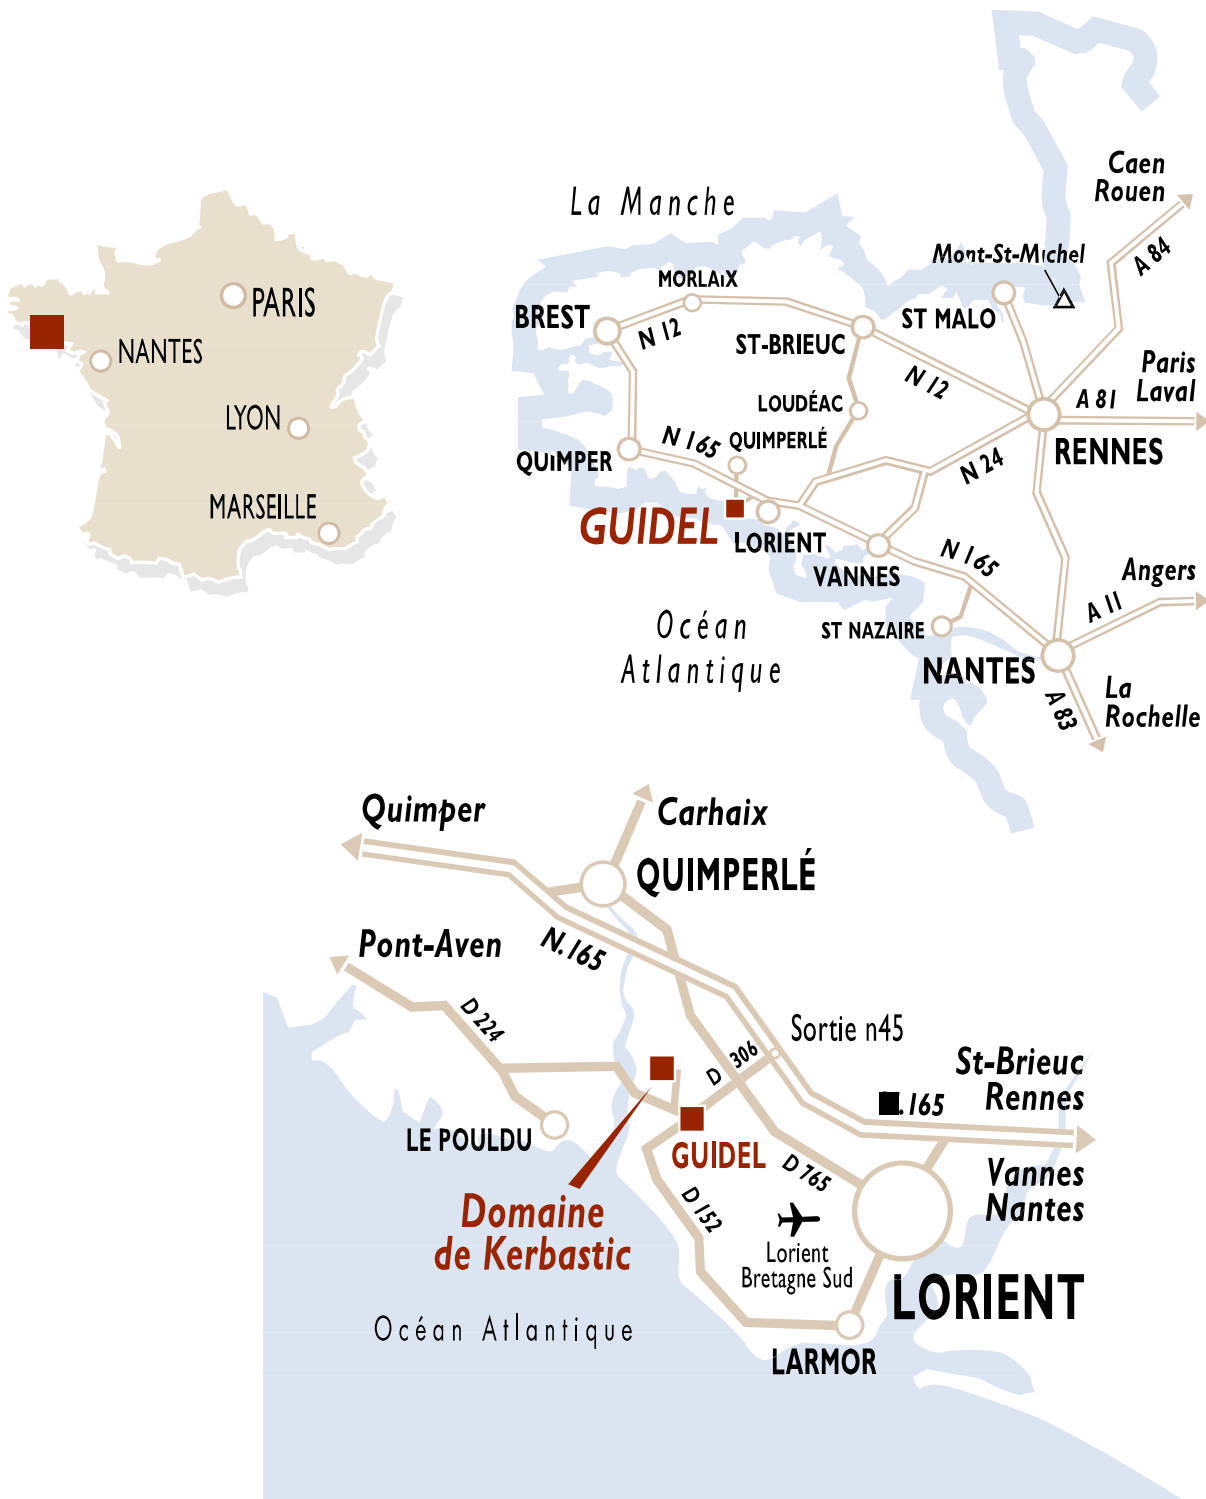 PARIS
NANTES
LYON
MARSEILLE
La Manche
Caen
Rouen
A 84
Mont-St-Michel
MORLAIX
BREST
N 12
ST-BRIEUC
ST MALO
N 12
Paris
Laval
A 81
LOUDÉAC
QUIMPERLÉ
N 165
QUIMPER
RENNES
N 24
GUIDEL
LORIENT
VANNES
N 165
Angers
A 11
ST NAZAIRE
Océan
Atlantique
NANTES
A 83
La
Rochelle
Quimper
Carhaix
QUIMPERLÉ
Pont-Aven
N.165
D 224
Sortie n45
D 306
St-Brieuc
Rennes
.165
LE POULDU
GUIDEL
D 765
Vannes
Nantes
D 152
Domaine
de Kerbastic
Lorient
Bretagne Sud
LORIENT
Océan Atlantique
LARMOR